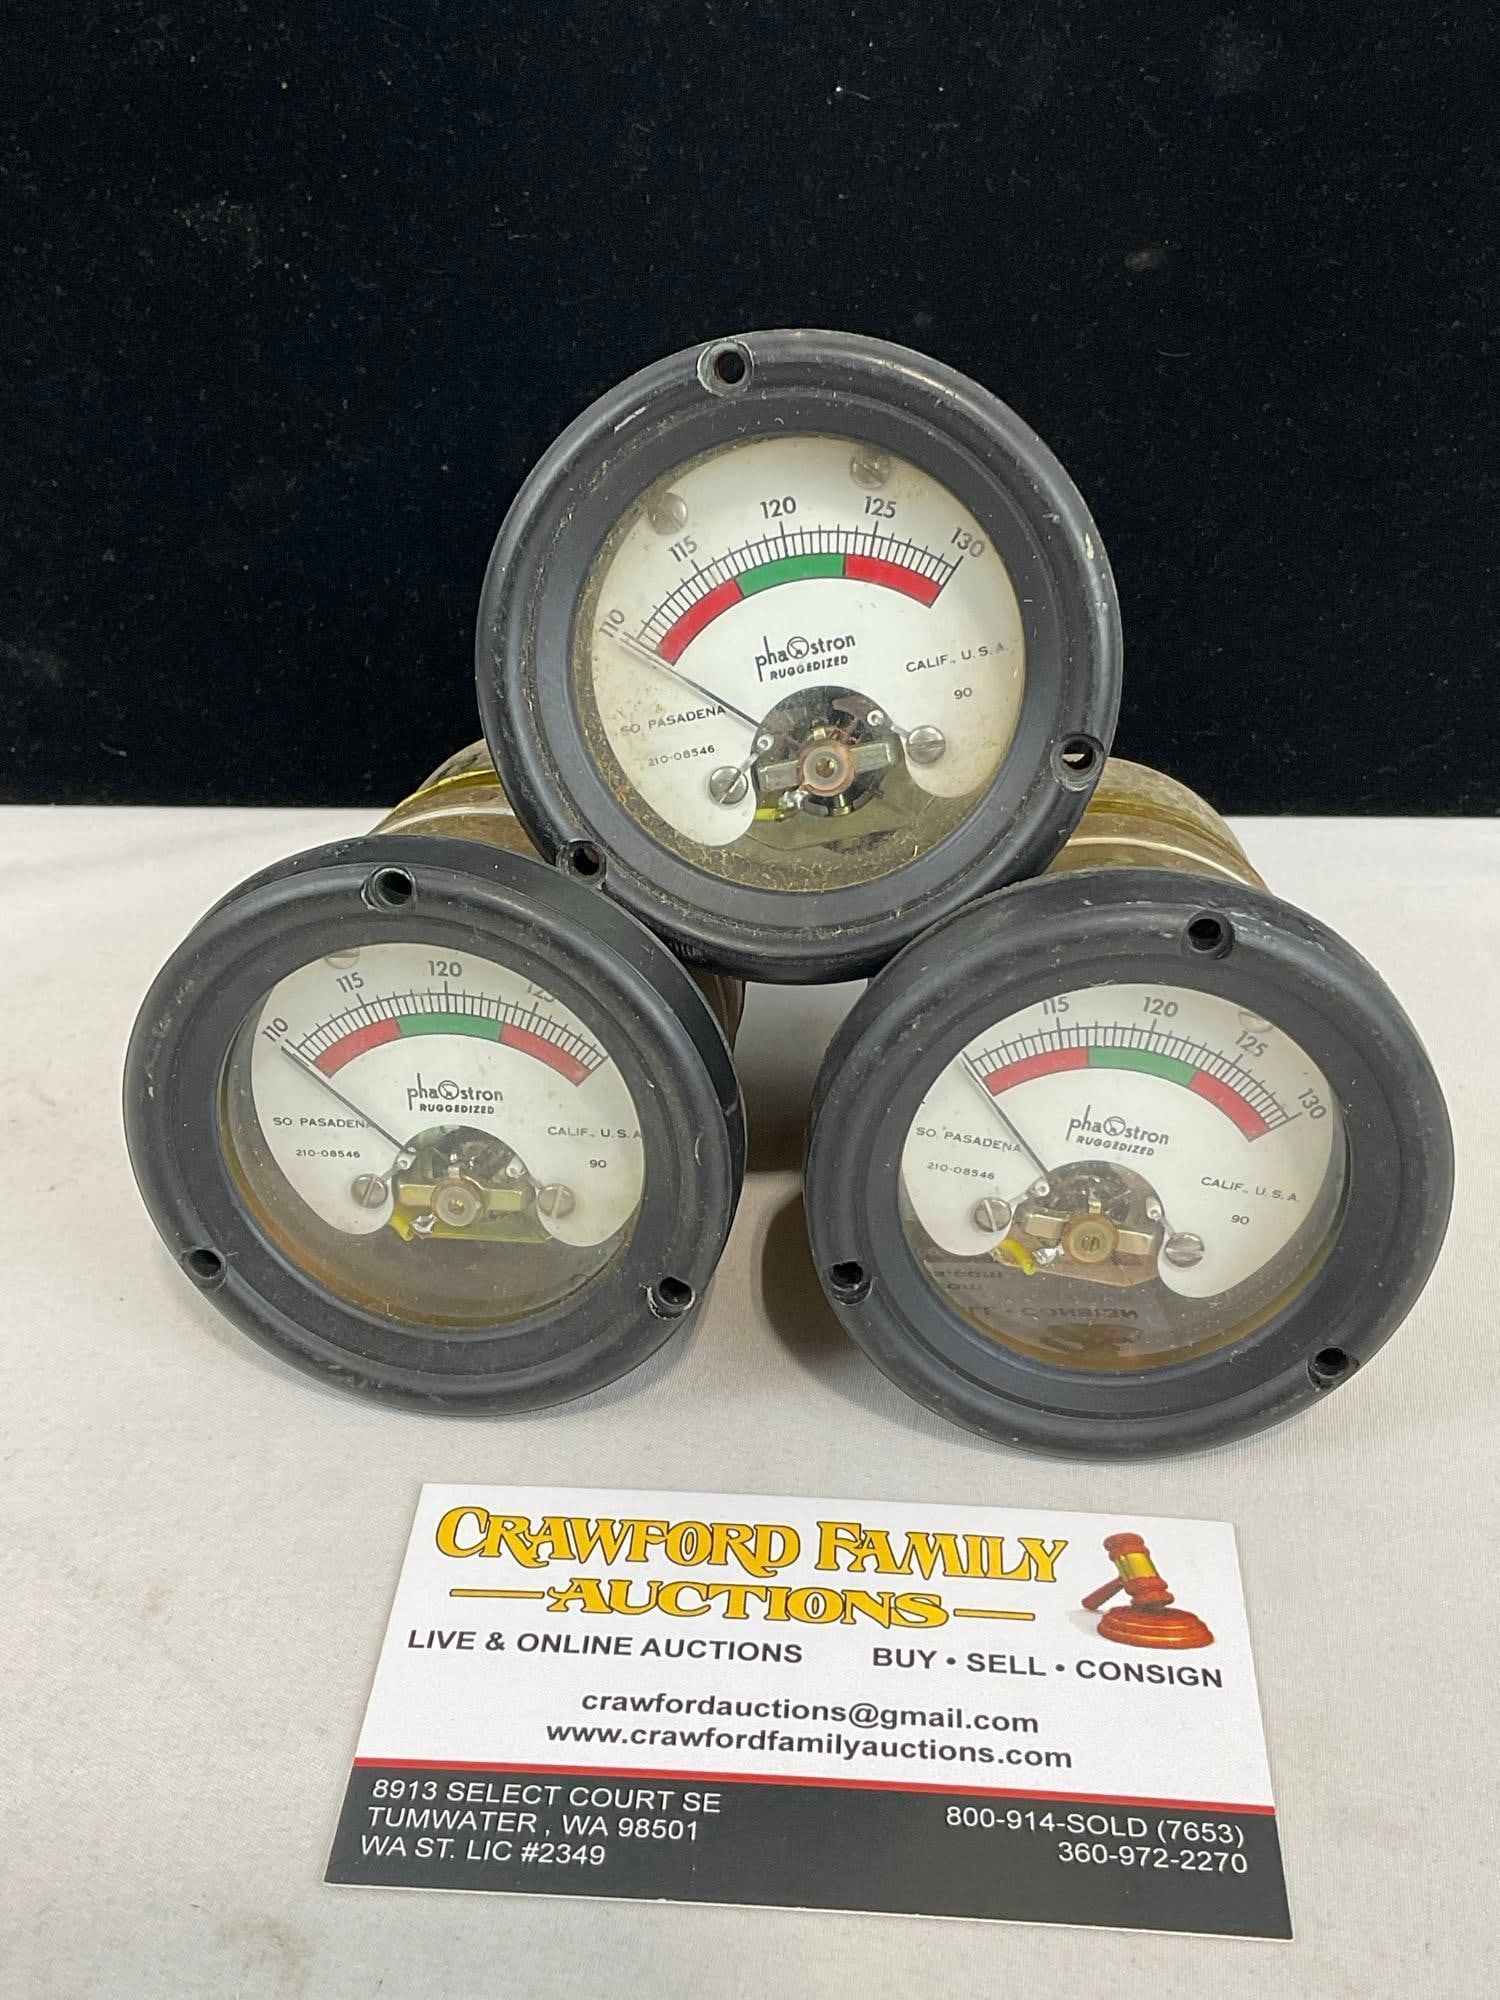 110 115 120 125 130
phaostron
RUGGEDIZED
SO. PASADENA
CALIF., U.S.A.
210-08546
90
110 115 120 125
phaostron
RUGGEDIZED
SO. PASADENA
CALIF., U.S.A
210-08546
90
115 120 125 130
phaostron
RUGGEDIZED
SO. PASADENA
CALIF., U.S.A.
210-08546
90
CRAWFORD FAMILY
AUCTIONS
LIVE & ONLINE AUCTIONS BUY • SELL • CONSIGN
crawfordauctions@gmail.com
www.crawfordfamilyauctions.com
8913 SELECT COURT SE
TUMWATER , WA 98501
WA ST. LIC #2349
800-914-SOLD (7653)
360-972-2270